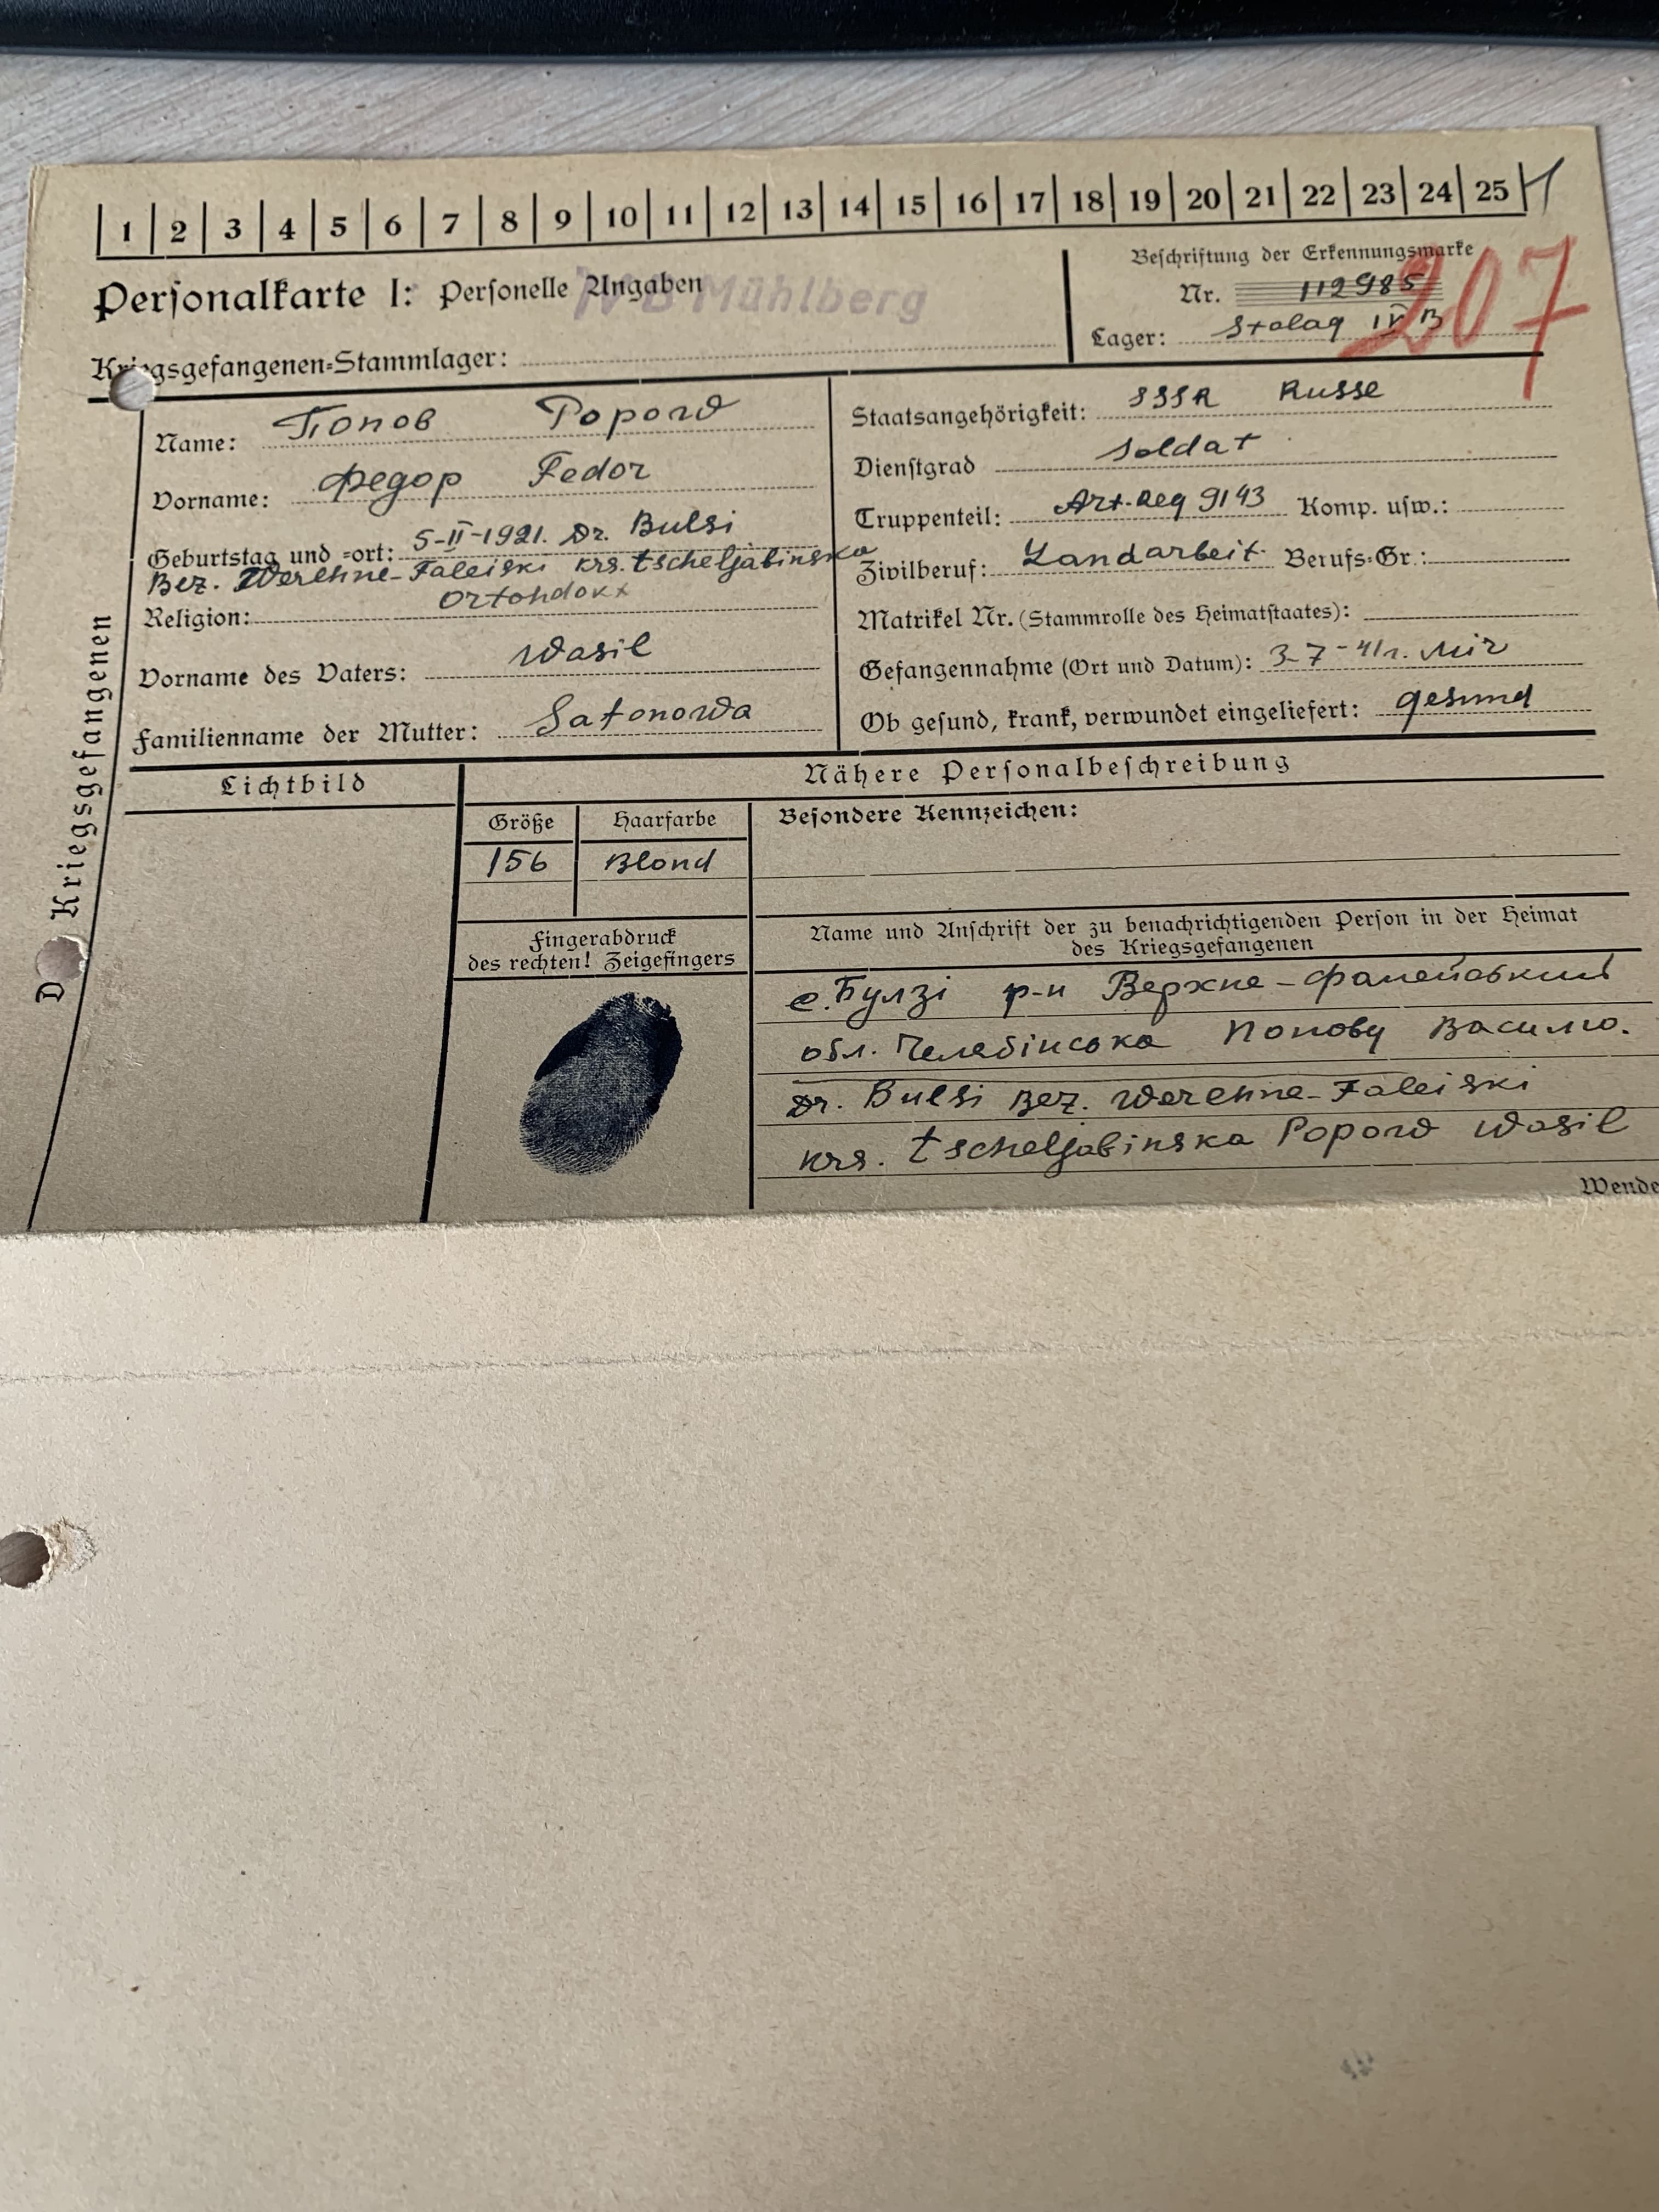 1 2 3 4 5 6 7 8 9 10 11 12 13 14 15 16 17 18 19 20 21 22 23 24 25
Personalkarte I: Personelle Angaben
Mühlberg
Kriegsgefangenen=Stammlager:
Beschriftung der Erkennungsmarke
Nr. 112985
Lager: Stalag IV B
207
Name: Попов Popow
Vorname: Федор Fedor
Geburtstag und =ort: 5-II-1921. Dr. Bulsi
Bez. Werchne-Faleiski krs. tscheljabinska
Religion: Ortohdoxx
Vorname des Vaters: Wasil
Familienname der Mutter: Satonowa
Staatsangehörigkeit: SSSR Russe
Dienstgrad Soldat
Truppenteil: Art.Reg 9143 Komp. usw.:
Zivilberuf: Landarbeit. Berufs=Gr.:
Matrikel Nr. (Stammrolle des Heimatstaates):
Gefangennahme (Ort und Datum): 3-7-41г. Mir
Ob gesund, krank, verwundet eingeliefert: gesund
D. Kriegsgefangenen
Lichtbild
Nähere Personalbeschreibung
Größe Haarfarbe
156 Blond
Besondere Kennzeichen:
Fingerabdruck
des rechten! Zeigefingers
Name und Anschrift der zu benachrichtigenden Person in der Heimat
des Kriegsgefangenen
с. Булзі р-н Верхне-Фалейський
обл. Челябінська Попову Василю.
Dr. Bulsi Bez. Werchne-Faleiski
krs. tscheljabinska Popow Wasil
Wende